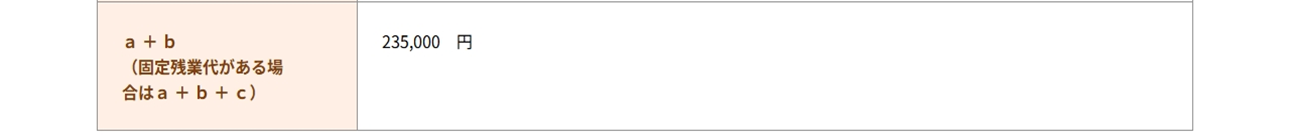 ａ ＋ ｂ
（固定残業代がある場
合はａ ＋ ｂ ＋ ｃ）
235,000　円